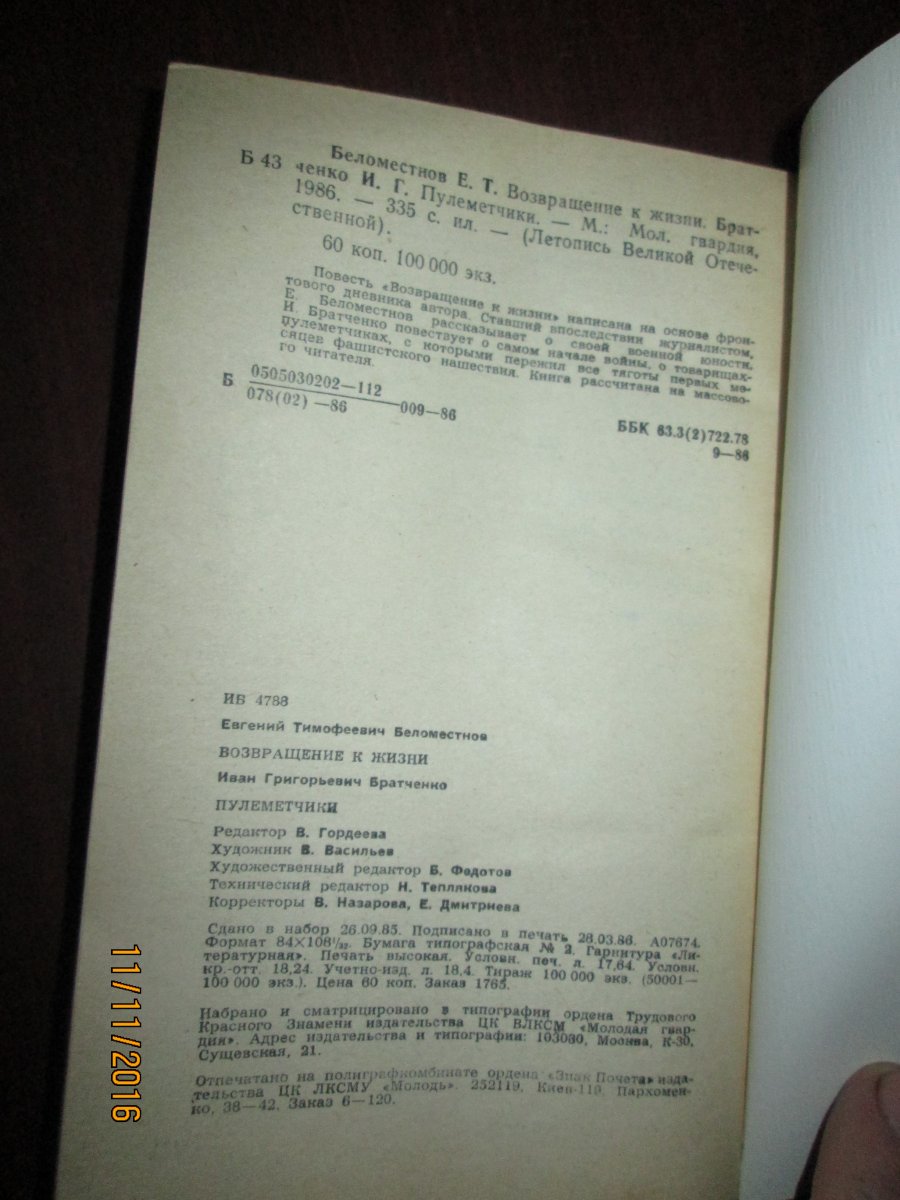 Беломестнов Е. Т. Возвращение к жизни. Брат-
Б 43 ченко И. Г. Пулеметчики. — М.: Мол. гвардия,
1986. — 335 с. ил. — (Летопись Великой Отече-
ственной).
60 коп. 100 000 экз.
Повесть «Возвращение к жизни» написана на основе фрон-
тового дневника автора. Ставший впоследствии журналистом,
Е. Беломестнов рассказывает о своей военной юности,
И. Братченко повествует о самом начале войны, о товарищах-
пулеметчиках, с которыми пережил все тяготы первых ме-
сяцев фашистского нашествия. Книга рассчитана на массово-
го читателя.
Б 0505030202—112
078(02) —86 009—86
ББК 63.3(2)722.78
9—86
ИБ 4788
Евгений Тимофеевич Беломестнов
ВОЗВРАЩЕНИЕ К ЖИЗНИ
Иван Григорьевич Братченко
ПУЛЕМЕТЧИКИ
Редактор В. Гордеева
Художник В. Васильев
Художественный редактор Б. Федотов
Технический редактор Н. Теплякова
Корректоры В. Назарова, Е. Дмитриева
Сдано в набор 26.09.85. Подписано в печать 28.03.86. А07674.
Формат 84×108¹/₃₂. Бумага типографская № 2. Гарнитура «Ли-
тературная». Печать высокая. Условн. печ. л. 17,64. Условн.
кр.-отт. 18,24. Учетно-изд. л. 18,4. Тираж 100 000 экз. (50001—
100 000 экз.). Цена 60 коп. Заказ 1765.
Набрано и сматрицировано в типографии ордена Трудового
Красного Знамени издательства ЦК ВЛКСМ «Молодая гвар-
дия». Адрес издательства и типографии: 103030, Москва, К-30,
Сущевская, 21.
Отпечатано на полиграфкомбинате ордена «Знак Почета» изда-
тельства ЦК ЛКСМУ «Молодь». 252119, Киев-119, Пархомен-
ко, 38—42. Заказ 6—120.
11/11/2016